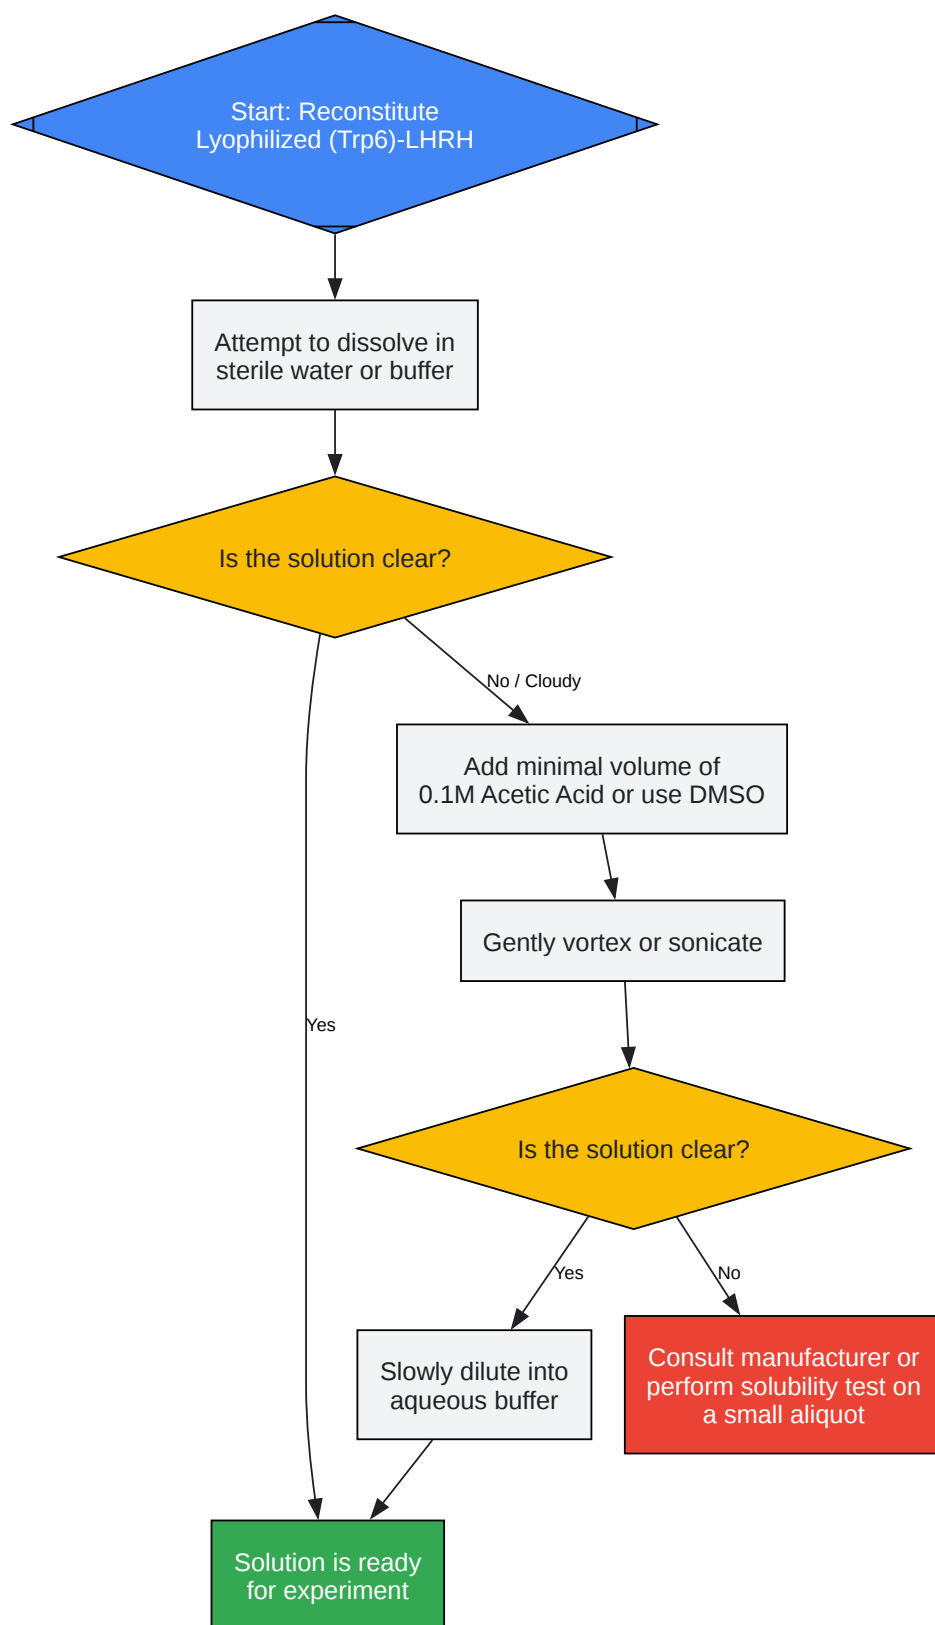 Start: Reconstitute
Lyophilized (Trp6)-LHRH
Attempt to dissolve in
sterile water or buffer
Is the solution clear?
No / Cloudy
Add minimal volume of
0.1M Acetic Acid or use DMSO
Gently vortex or sonicate
Yes
Is the solution clear?
Yes
No
Slowly dilute into
aqueous buffer
Consult manufacturer or
perform solubility test on
a small aliquot
Solution is ready
for experiment